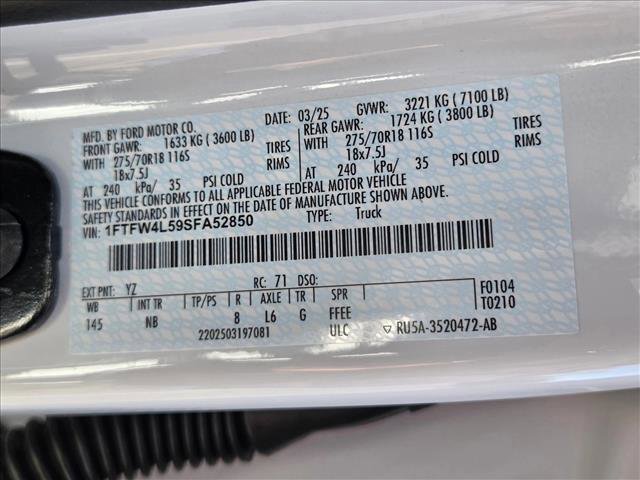 MFD. BY FORD MOTOR CO.
DATE: 03/25 GVWR: 3221 KG ( 7100 LB)
FRONT GAWR: 1633 KG ( 3600 LB) REAR GAWR: 1724 KG ( 3800 LB)
WITH 275/70R18 116S TIRES WITH 275/70R18 116S TIRES
18x7.5J RIMS 18x7.5J RIMS
AT 240 kPa/ 35 PSI COLD AT 240 kPa/ 35 PSI COLD
THIS VEHICLE CONFORMS TO ALL APPLICABLE FEDERAL MOTOR VEHICLE
SAFETY STANDARDS IN EFFECT ON THE DATE OF MANUFACTURE SHOWN ABOVE.
VIN: 1FTFW4L59SFA52850 TYPE: Truck
EXT PNT: YZ RC: 71 DSO: F0104
WB INT TR TP/PS R AXLE TR SPR T0210
145 NB 8 L6 G FFEE
2202503197081 ULC ▽ RU5A-3520472-AB